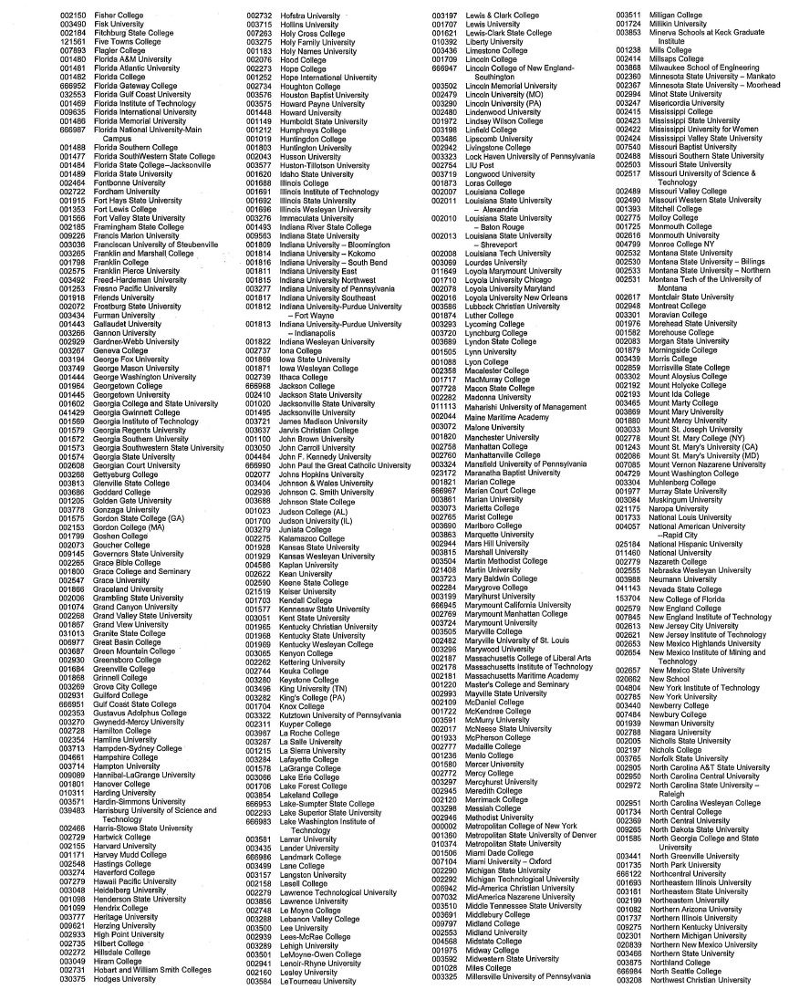 002150 Fisher College
003490 Fisk University
002184 Fitchburg State College
121561 Five Towns College
007893 Flagler College
001480 Florida A&M University
001481 Florida Atlantic University
001482 Florida College
666952 Florida Gateway College
032553 Florida Gulf Coast University
001469 Florida Institute of Technology
009635 Florida International University
001486 Florida Memorial University
666987 Florida National University-Main
Campus
001488 Florida Southern College
001477 Florida SouthWestern State College
001484 Florida State College–Jacksonville
001489 Florida State University
002464 Fontbonne University
002722 Fordham University
001915 Fort Hays State University
001353 Fort Lewis College
001566 Fort Valley State University
002185 Framingham State College
009226 Francis Marion University
003036 Franciscan University of Steubenville
003265 Franklin and Marshall College
001798 Franklin College
002575 Franklin Pierce University
003492 Freed-Hardeman University
001253 Fresno Pacific University
001918 Friends University
002072 Frostburg State University
003434 Furman University
001443 Gallaudet University
003266 Gannon University
002929 Gardner-Webb University
003267 Geneva College
003194 George Fox University
003749 George Mason University
001444 George Washington University
001964 Georgetown College
001445 Georgetown University
001602 Georgia College and State University
041429 Georgia Gwinnett College
001569 Georgia Institute of Technology
001579 Georgia Regents University
001572 Georgia Southern University
001573 Georgia Southwestern State University
001574 Georgia State University
002608 Georgian Court University
003268 Gettysburg College
003813 Glenville State College
003686 Goddard College
001205 Golden Gate University
003778 Gonzaga University
001575 Gordon State College (GA)
002153 Gordon College (MA)
001799 Goshen College
002073 Goucher College
009145 Governors State University
002265 Grace Bible College
001800 Grace College and Seminary
002547 Grace University
001866 Graceland University
002006 Grambling State University
001074 Grand Canyon University
002268 Grand Valley State University
001867 Grand View University
031013 Granite State College
006977 Great Basin College
003687 Green Mountain College
002930 Greensboro College
001684 Greenville College
001868 Grinnell College
003269 Grove City College
002931 Guilford College
666951 Gulf Coast State College
002353 Gustavus Adolphus College
003270 Gwynedd-Mercy University
002728 Hamilton College
002354 Hamline University
003713 Hampden-Sydney College
004661 Hampshire College
003714 Hampton University
009089 Hannibal-LaGrange University
001801 Hanover College
010311 Harding University
003571 Hardin-Simmons University
039483 Harrisburg University of Science and
Technology
002466 Harris-Stowe State University
002729 Hartwick College
002155 Harvard University
001171 Harvey Mudd College
002548 Hastings College
003274 Haverford College
007279 Hawaii Pacific University
003048 Heidelberg University
001098 Henderson State University
001099 Hendrix College
003777 Heritage University
009621 Herzing University
002933 High Point University
002735 Hilbert College
002272 Hillsdale College
003049 Hiram College
002731 Hobart and William Smith Colleges
030375 Hodges University
002732 Hofstra University
003715 Hollins University
007263 Holy Cross College
003275 Holy Family University
001183 Holy Names University
002076 Hood College
002273 Hope College
001252 Hope International University
002734 Houghton College
003576 Houston Baptist University
003575 Howard Payne University
001448 Howard University
001149 Humboldt State University
001212 Humphreys College
001019 Huntingdon College
001803 Huntington University
002043 Husson University
003577 Huston-Tillotson University
001620 Idaho State University
001688 Illinois College
001691 Illinois Institute of Technology
001692 Illinois State University
001696 Illinois Wesleyan University
003276 Immaculata University
001493 Indian River State College
009563 Indiana State University
001809 Indiana University – Bloomington
001814 Indiana University – Kokomo
001816 Indiana University – South Bend
001811 Indiana University East
001815 Indiana University Northwest
003277 Indiana University of Pennsylvania
001817 Indiana University Southeast
001812 Indiana University-Purdue University
– Fort Wayne
001813 Indiana University-Purdue University
– Indianapolis
001822 Indiana Wesleyan University
002737 Iona College
001869 Iowa State University
001871 Iowa Wesleyan College
002739 Ithaca College
666968 Jackson College
002410 Jackson State University
001020 Jacksonville State University
001495 Jacksonville University
003721 James Madison University
003637 Jarvis Christian College
001100 John Brown University
003050 John Carroll University
004484 John F. Kennedy University
666990 John Paul the Great Catholic University
002077 Johns Hopkins University
003404 Johnson & Wales University
002936 Johnson C. Smith University
003688 Johnson State College
001023 Judson College (AL)
001700 Judson University (IL)
003279 Juniata College
002275 Kalamazoo College
001928 Kansas State University
001929 Kansas Wesleyan University
004586 Kaplan University
002622 Kean University
002590 Keene State College
021519 Keiser University
001703 Kendall College
001577 Kennesaw State University
003051 Kent State University
001965 Kentucky Christian University
001968 Kentucky State University
001969 Kentucky Wesleyan College
003065 Kenyon College
002262 Kettering University
002744 Keuka College
003280 Keystone College
003496 King University (TN)
003282 King's College (PA)
001704 Knox College
003322 Kutztown University of Pennsylvania
002311 Kuyper College
003987 La Roche College
003287 La Salle University
001215 La Sierra University
003284 Lafayette College
001578 LaGrange College
003066 Lake Erie College
001706 Lake Forest College
003854 Lakeland College
666953 Lake-Sumpter State College
002293 Lake Superior State University
666983 Lake Washington Institute of
Technology
003581 Lamar University
003435 Lander University
666986 Landmark College
003499 Lane College
003157 Langston University
002158 Lasell College
002279 Lawrence Technological University
003856 Lawrence University
002748 Le Moyne College
003288 Lebanon Valley College
003500 Lee University
002939 Lees-McRae College
003289 Lehigh University
003501 LeMoyne-Owen College
002941 Lenoir-Rhyne University
002160 Lesley University
003584 LeTourneau University
003197 Lewis & Clark College
001707 Lewis University
001621 Lewis-Clark State College
010392 Liberty University
003436 Limestone College
001709 Lincoln College
666947 Lincoln College of New England-
Southington
003502 Lincoln Memorial University
002479 Lincoln University (MO)
003290 Lincoln University (PA)
002480 Lindenwood University
001972 Lindsey Wilson College
003198 Linfield College
003486 Lipscomb University
002942 Livingstone College
003323 Lock Haven University of Pennsylvania
002754 LIU Post
003719 Longwood University
001873 Loras College
002007 Louisiana College
002011 Louisiana State University
– Alexandria
002010 Louisiana State University
– Baton Rouge
002013 Louisiana State University
– Shreveport
002008 Louisiana Tech University
003069 Lourdes University
011649 Loyola Marymount University
001710 Loyola University Chicago
002078 Loyola University Maryland
002016 Loyola University New Orleans
003586 Lubbock Christian University
001874 Luther College
003293 Lycoming College
003720 Lynchburg College
003689 Lyndon State College
001505 Lynn University
001088 Lyon College
002358 Macalester College
001717 MacMurray College
007728 Macon State College
002282 Madonna University
011113 Maharishi University of Management
002044 Maine Maritime Academy
003072 Malone University
001820 Manchester University
002758 Manhattan College
002760 Manhattanville College
003324 Mansfield University of Pennsylvania
023172 Maranatha Baptist University
001821 Marian College
666967 Marian Court College
003861 Marian University
003073 Marietta College
002765 Marist College
003690 Marlboro College
003863 Marquette University
002944 Mars Hill University
003815 Marshall University
003504 Martin Methodist College
021408 Martin University
003723 Mary Baldwin College
002284 Marygrove College
003199 Marylhurst University
666945 Marymount California University
002769 Marymount Manhattan College
003724 Marymount University
003505 Maryville College
002482 Maryville University of St. Louis
003296 Marywood University
002187 Massachusetts College of Liberal Arts
002178 Massachusetts Institute of Technology
002181 Massachusetts Maritime Academy
001220 Master's College and Seminary
002993 Mayville State University
002109 McDaniel College
001722 McKendree College
003591 McMurry University
002017 McNeese State University
001933 McPherson College
002777 Medaille College
001236 Menlo College
001580 Mercer University
002772 Mercy College
003297 Mercyhurst University
002945 Meredith College
002120 Merrimack College
003298 Messiah College
002946 Methodist University
000002 Metropolitan College of New York
001360 Metropolitan State University of Denver
010374 Metropolitan State University
001506 Miami Dade College
007104 Miami University – Oxford
002290 Michigan State University
002292 Michigan Technological University
006942 Mid-America Christian University
007032 MidAmerica Nazarene University
003510 Middle Tennessee State University
003691 Middlebury College
009797 Midland College
002553 Midland University
004568 Midstate College
001975 Midway College
003592 Midwestern State University
001028 Miles College
003325 Millersville University of Pennsylvania
003511 Milligan College
001724 Milikin University
003853 Minerva Schools at Keck Graduate
Institute
001238 Mills College
002414 Millsaps College
003868 Milwaukee School of Engineering
002360 Minnesota State University – Mankato
002367 Minnesota State University – Moorhead
002994 Minot State University
003247 Misericordia University
002415 Mississippi College
002423 Mississippi State University
002422 Mississippi University for Women
002424 Mississippi Valley State University
007540 Missouri Baptist University
002488 Missouri Southern State University
002503 Missouri State University
002517 Missouri University of Science &
Technology
002489 Missouri Valley College
002490 Missouri Western State University
001393 Mitchell College
002775 Molloy College
001725 Monmouth College
002616 Monmouth University
004799 Monroe College NY
002532 Montana State University
002530 Montana State University – Billings
002533 Montana State University – Northern
002531 Montana Tech of the University of
Montana
002617 Montclair State University
002948 Montreat College
003301 Moravian College
001976 Morehead State University
001582 Morehouse College
002083 Morgan State University
001879 Morningside College
003439 Morris College
002859 Morrisville State College
003302 Mount Aloysius College
002192 Mount Holyoke College
002193 Mount Ida College
003465 Mount Marty College
003869 Mount Mary University
001880 Mount Mercy University
003033 Mount St. Joseph University
002778 Mount St. Mary College (NY)
001243 Mount St. Mary's University (CA)
002086 Mount St. Mary's University (MD)
007085 Mount Vernon Nazarene University
004729 Mount Washington College
003304 Muhlenberg College
001977 Murray State University
003084 Muskingum University
021175 Naropa University
001733 National Louis University
004057 National American University
--Rapid City
025184 National Hispanic University
011460 National University
002779 Nazareth College
002555 Nebraska Wesleyan University
003988 Neumann University
041143 Nevada State College
153704 New College of Florida
002579 New England College
007845 New England Institute of Technology
002613 New Jersey City University
002621 New Jersey Institute of Technology
002653 New Mexico Highlands University
002654 New Mexico Institute of Mining and
Technology
002657 New Mexico State University
020662 New School
004804 New York Institute of Technology
002785 New York University
003440 Newberry College
007484 Newbury College
001939 Newman University
002788 Niagara University
002005 Nicholls State University
002197 Nichols College
003765 Norfolk State University
002905 North Carolina A&T State University
002950 North Carolina Central University
002972 North Carolina State University –
Raleigh
002951 North Carolina Wesleyan College
001734 North Central College
002369 North Central University
009265 North Dakota State University
001585 North Georgia College and State
University
003441 North Greenville University
001735 North Park University
666122 Northcentral University
001693 Northeastern Illinois University
003161 Northeastern State University
002199 Northeastern University
001082 Northern Arizona University
001737 Northern Illinois University
009275 Northern Kentucky University
002301 Northern Michigan University
020839 Northern New Mexico University
003466 Northern State University
003875 Northland College
666984 North Seattle College
003208 Northwest Christian University